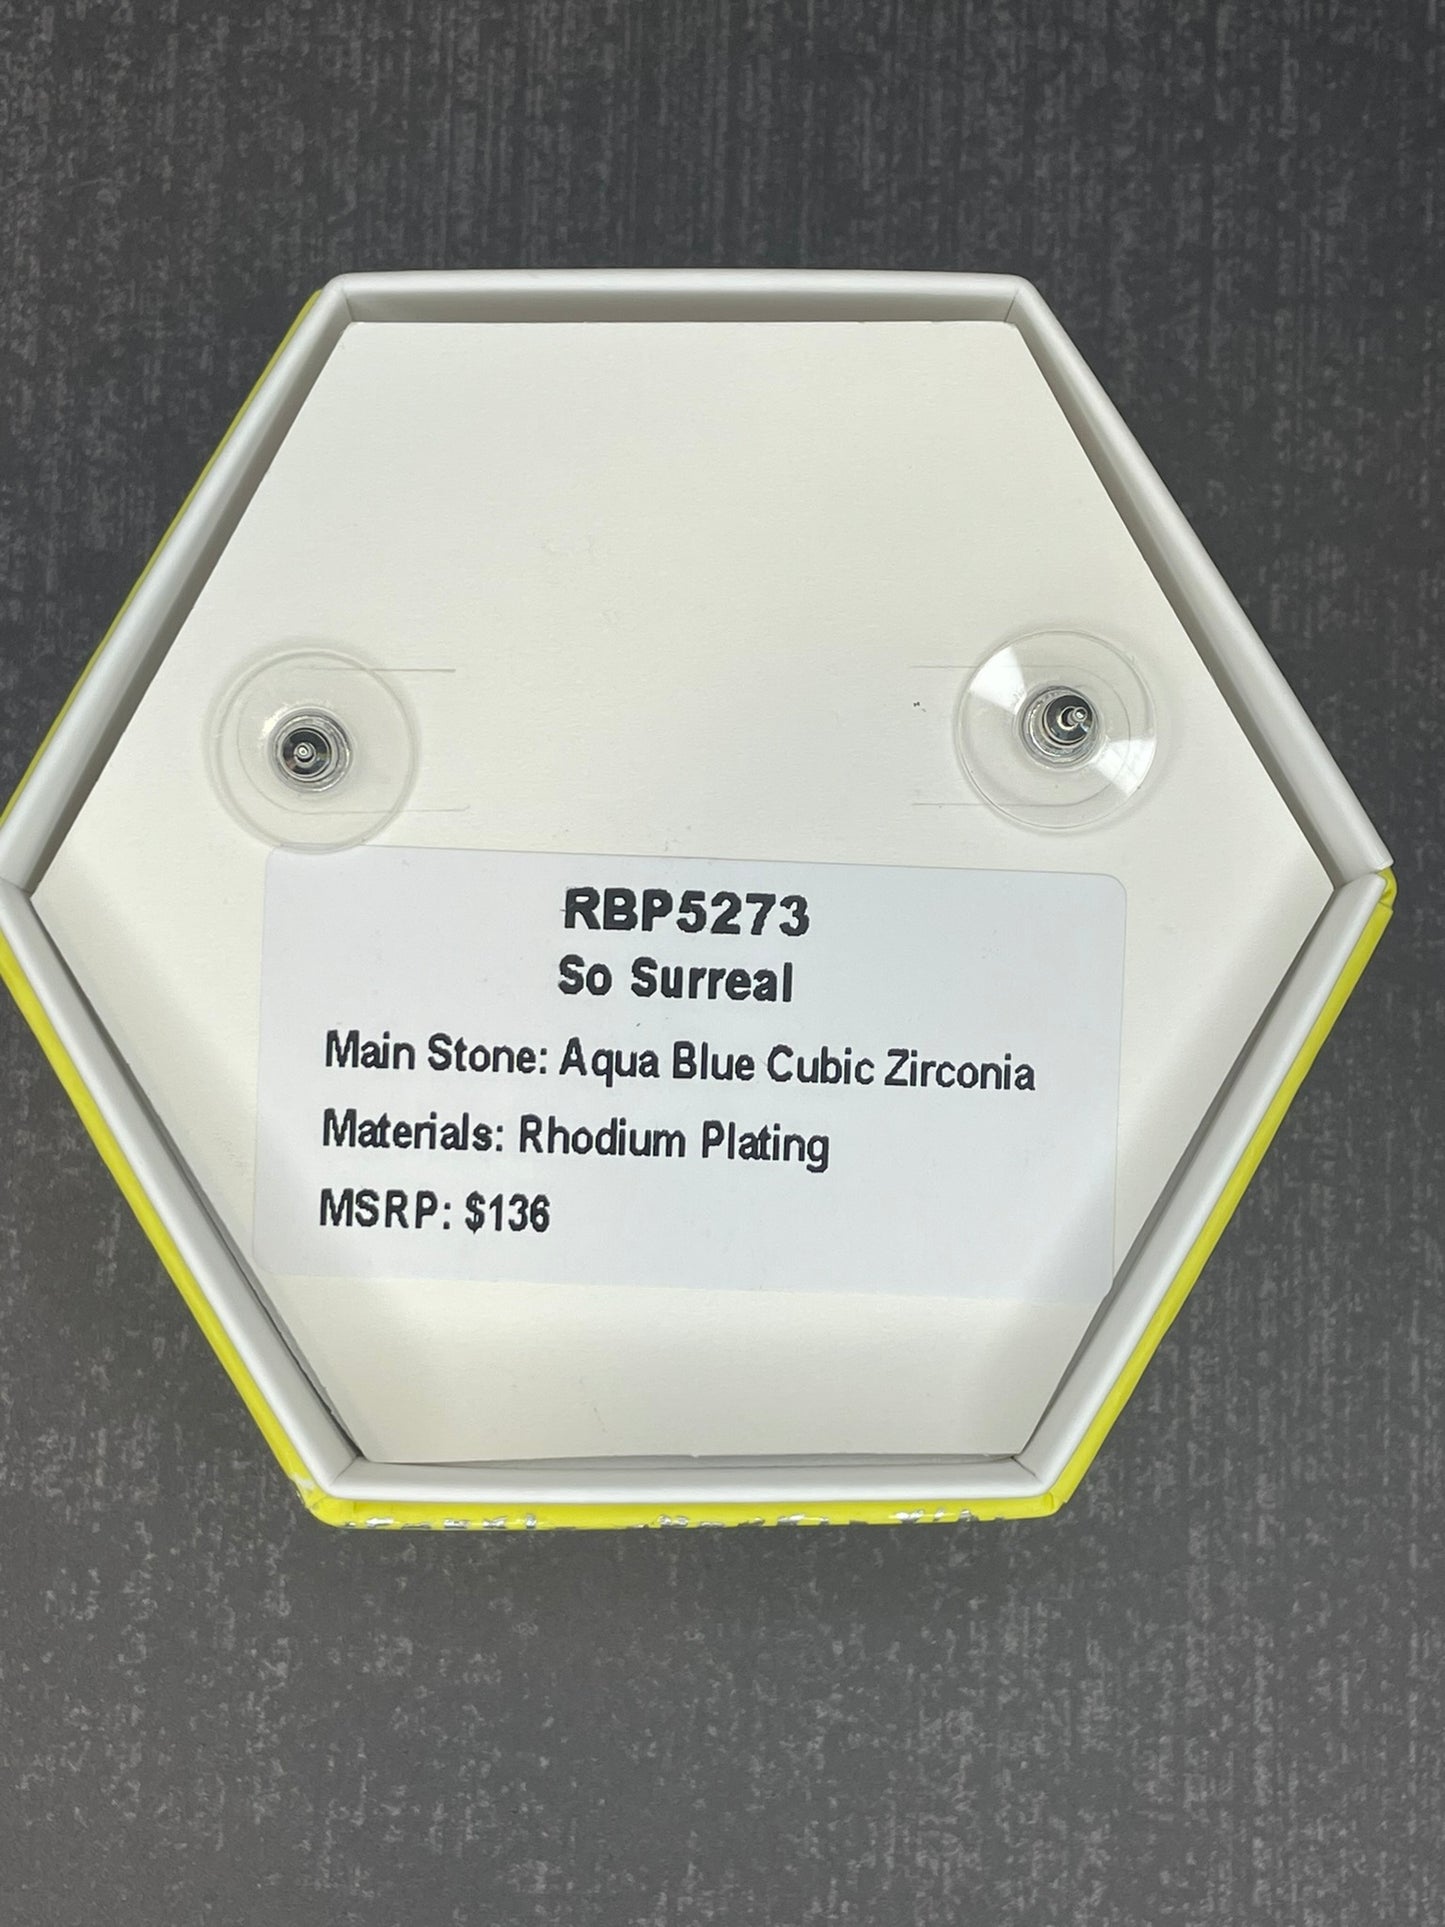 RBP5273
So Surreal
Main Stone: Aqua Blue Cubic Zirconia
Materials: Rhodium Plating
MSRP: $136